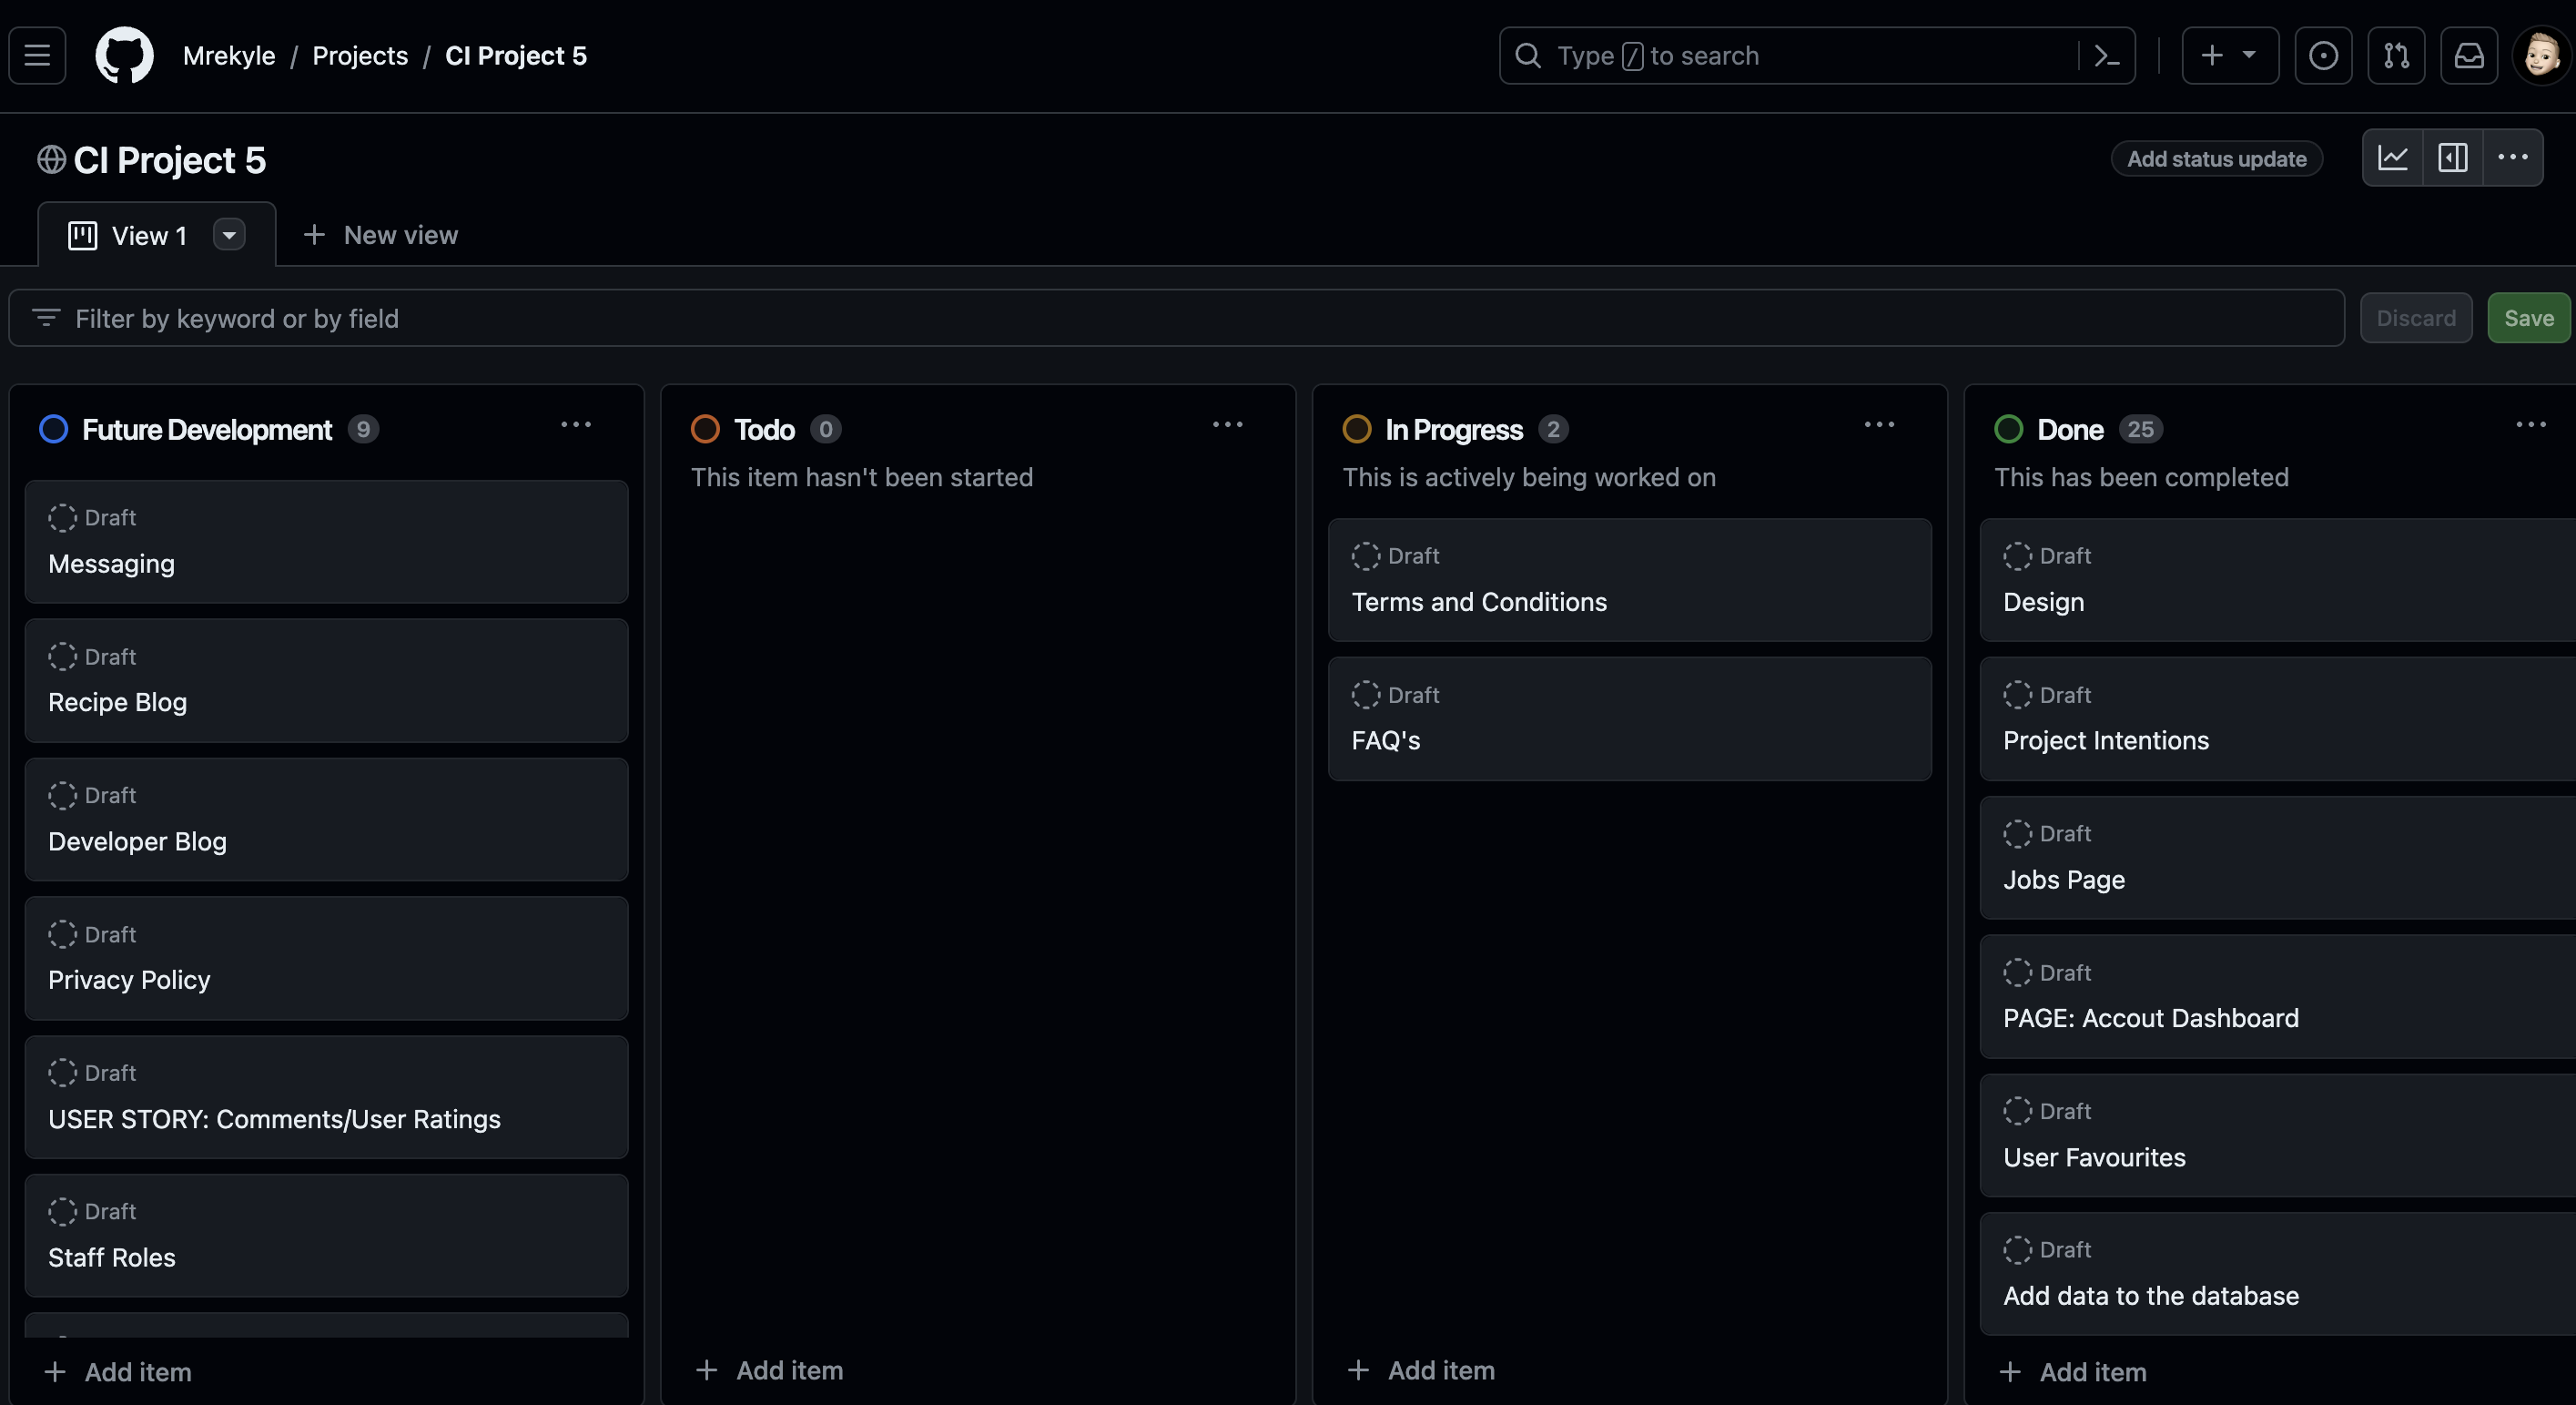 Mrekyle / Projects / CI Project 5
Type / to search
CI Project 5
Add status update
View 1
New view
Filter by keyword or by field
Discard
Save
Future Development 9
Draft
Messaging
Draft
Recipe Blog
Draft
Developer Blog
Draft
Privacy Policy
Draft
USER STORY: Comments/User Ratings
Draft
Staff Roles
Add item
Todo 0
This item hasn't been started
Add item
In Progress 2
This is actively being worked on
Draft
Terms and Conditions
Draft
FAQ's
Add item
Done 25
This has been completed
Draft
Design
Draft
Project Intentions
Draft
Jobs Page
Draft
PAGE: Accout Dashboard
Draft
User Favourites
Draft
Add data to the database
Add item